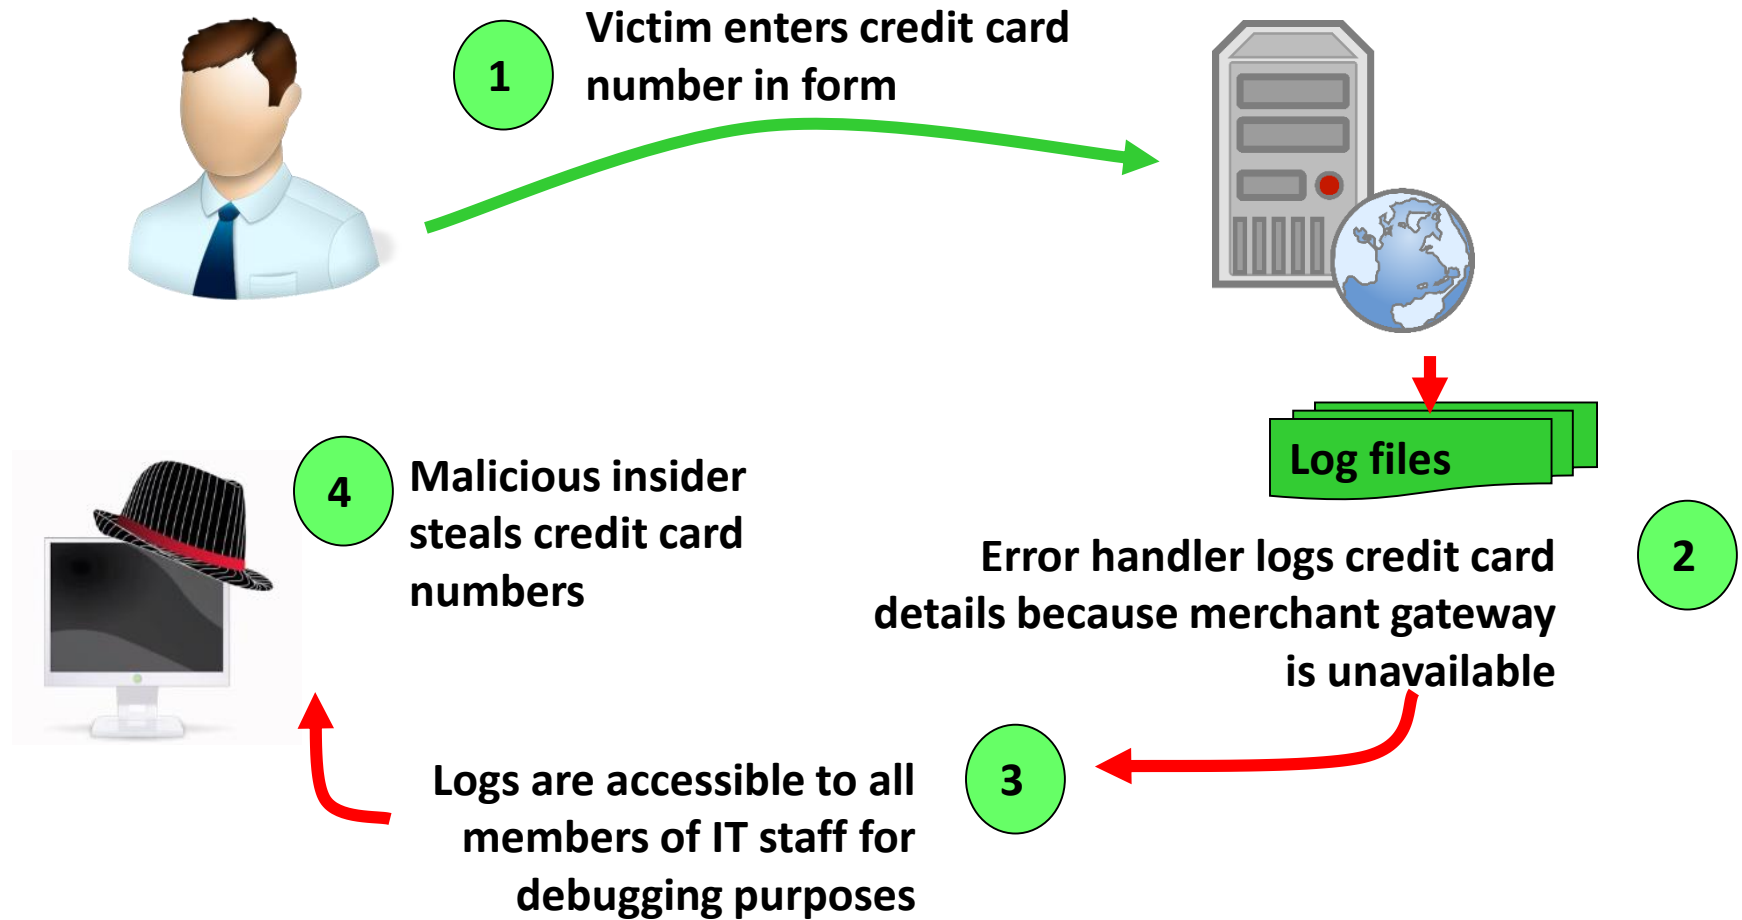 1
Victim enters credit card
number in form
Log files
2
Error handler logs credit card
details because merchant gateway
is unavailable
3
Logs are accessible to all
members of IT staff for
debugging purposes
4
Malicious insider
steals credit card
numbers